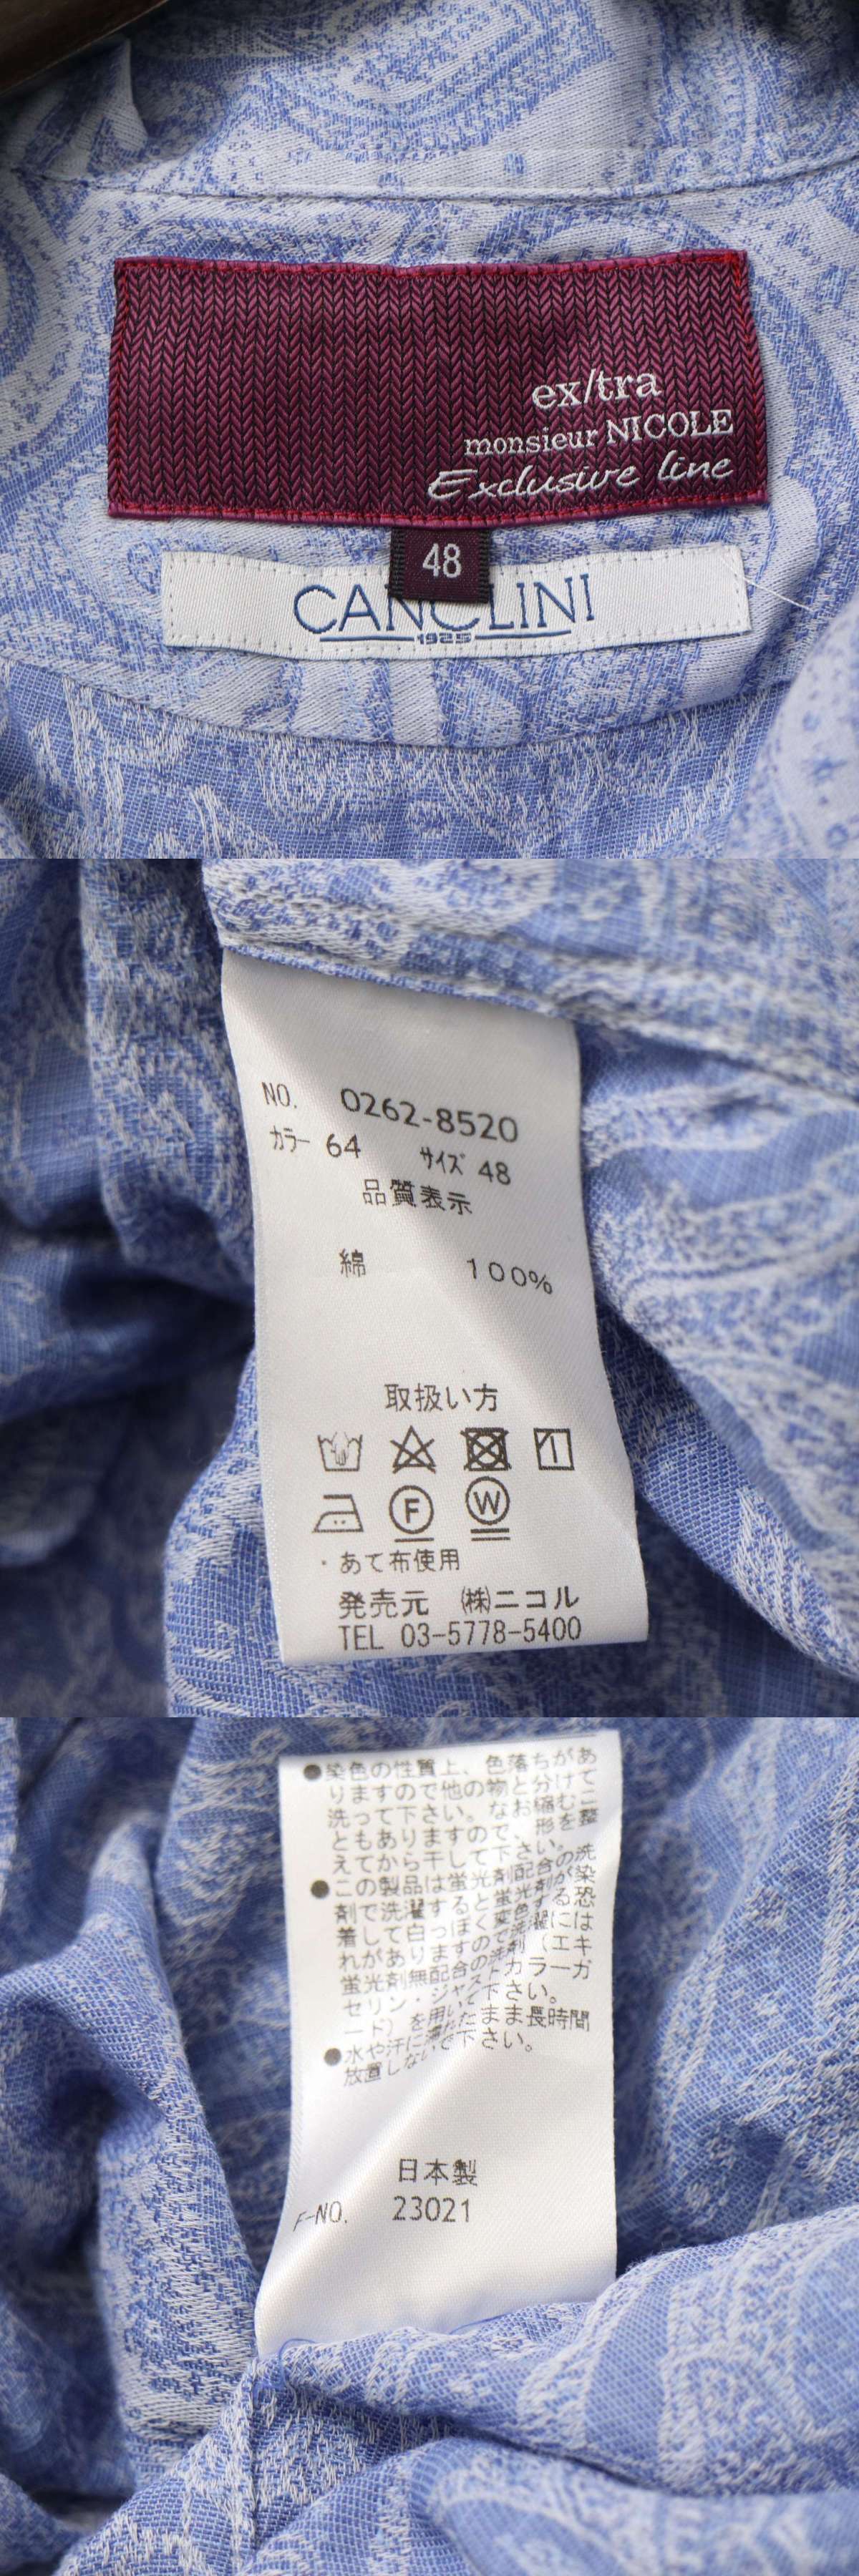 ex/tra
monsieur NICOLE
Exclusive line
48
CANCLINI
1925
NO. 0262-8520
カラー 64 サイズ 48
品質表示
綿 100%
取扱い方
F W
・あて布使用
発売元 ㈱ニコル
TEL 03-5778-5400
●染色の性質上、色落ちがあ
りますので他の物と分けて
洗って下さい。なお縮むこ
ともありますので、形を整
えてから干して下さい。
●この製品は蛍光剤配合の洗
剤で洗濯すると蛍光剤が染
着して白っぽく変色する恐
れがありますので洗濯には
蛍光剤無配合の洗剤（エキ
セリン・ジャストカラーガ
ード）を用いて下さい。
●水や汗に濡れたまま長時間
放置しないで下さい。
日本製
F-NO. 23021